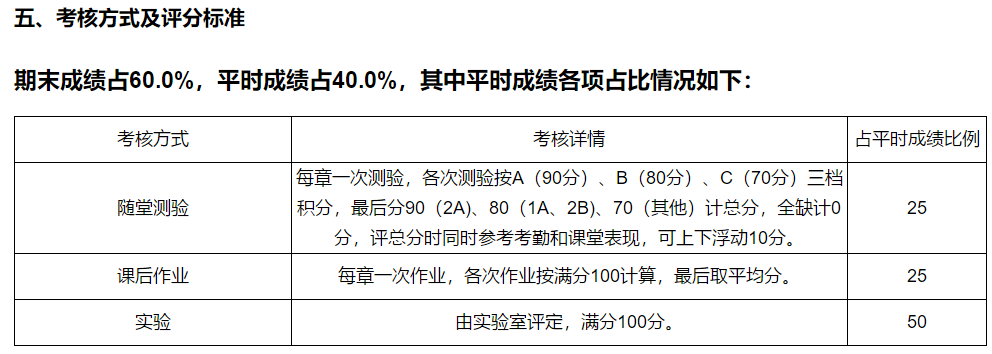 五、考核方式及评分标准
期末成绩占60.0%，平时成绩占40.0%，其中平时成绩各项占比情况如下：
考核方式 考核详情 占平时成绩比例
随堂测验 每章一次测验，各次测验按A（90分）、B（80分）、C（70分）三档
积分，最后分90（2A)、80（1A、2B)、70（其他）计总分，全缺计0
分，评总分时同时参考考勤和课堂表现，可上下浮动10分。 25
课后作业 每章一次作业，各次作业按满分100计算，最后取平均分。 25
实验 由实验室评定，满分100分。 50